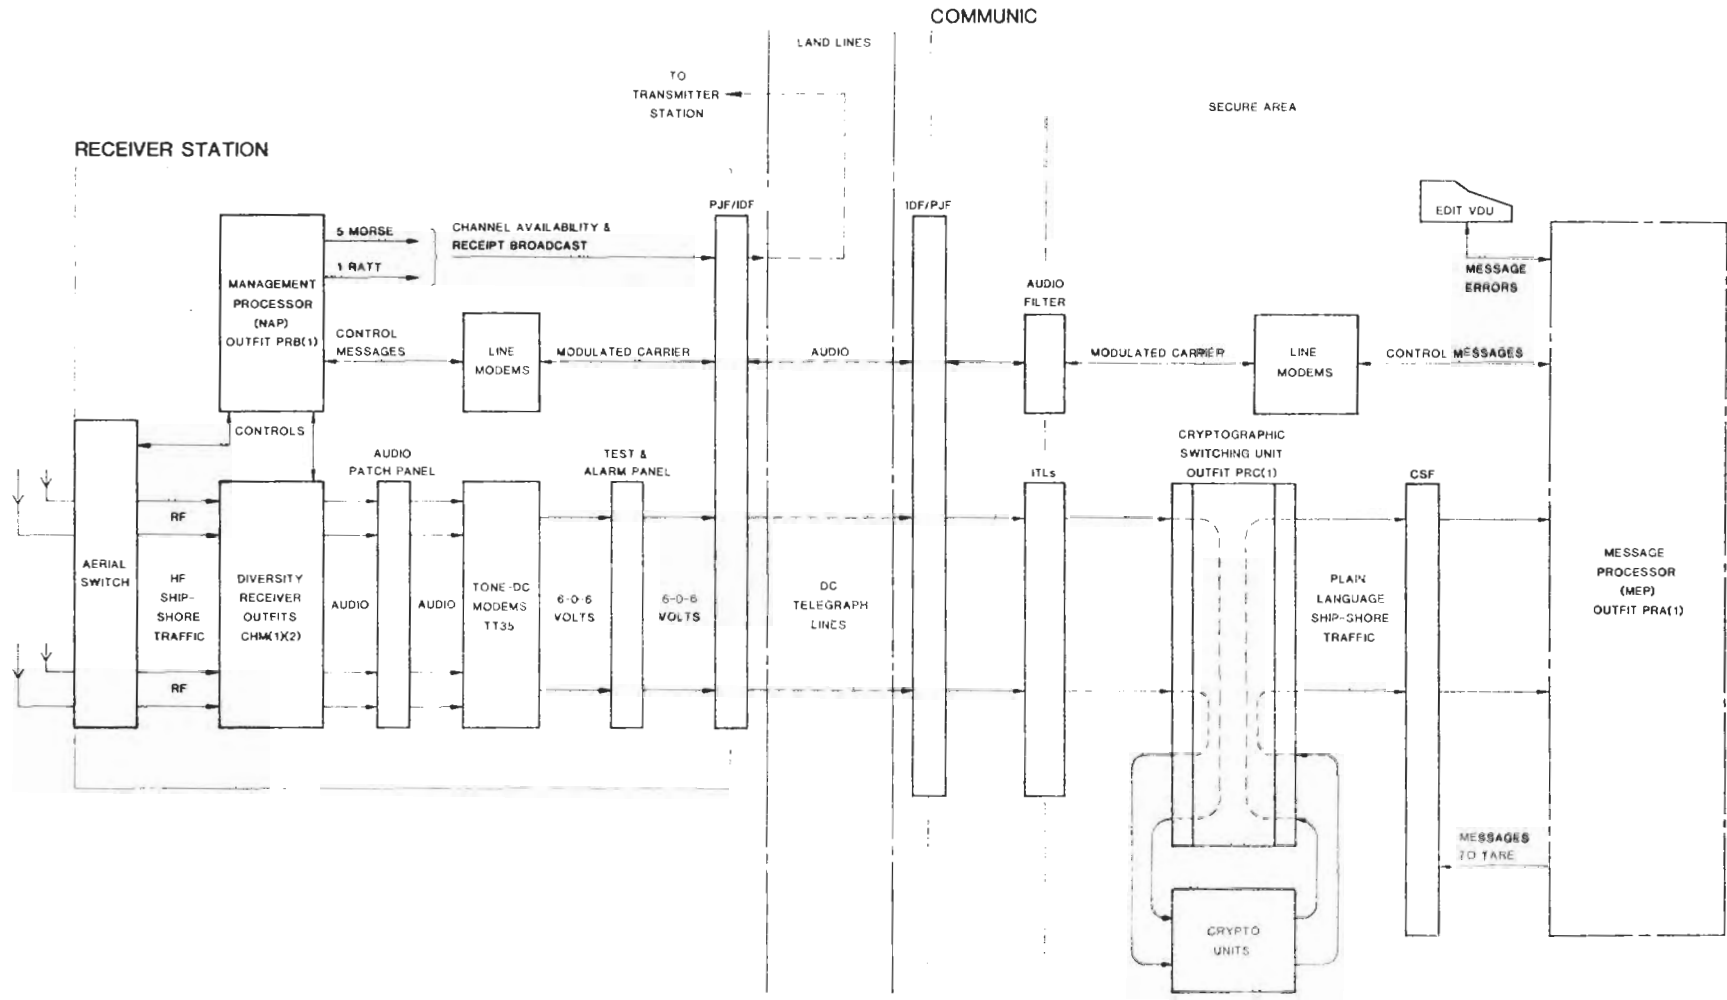 COMMUNIC
LAND LINES
TO
TRANSMITTER
STATION
SECURE AREA
RECEIVER STATION
PJF/IDF
IDF/PJF
EDIT VDU
5 MORSE
1 RATT
CHANNEL AVAILABILITY &
RECEIPT BROADCAST
MESSAGE
ERRORS
MANAGEMENT
PROCESSOR
(NAP)
OUTFIT PRB(1)
AUDIO
FILTER
CONTROL
MESSAGES
LINE
MODEMS
MODULATED CARRIER
AUDIO
MODULATED CARRIER
LINE
MODEMS
CONTROL MESSAGES
CONTROLS
AUDIO
PATCH PANEL
TEST &
ALARM PANEL
ITLs
CRYPTOGRAPHIC
SWITCHING UNIT
OUTFIT PRC(1)
CSF
RF
AERIAL
SWITCH
HF
SHIP-
SHORE
TRAFFIC
DIVERSITY
RECEIVER
OUTFITS
CHM(1)(2)
AUDIO
AUDIO
TONE-DC
MODEMS
TT35
6-0-6
VOLTS
6-0-6
VOLTS
DC
TELEGRAPH
LINES
PLAIN
LANGUAGE
SHIP-SHORE
TRAFFIC
MESSAGE
PROCESSOR
(MEP)
OUTFIT PRA(1)
RF
MESSAGES
TO TARE
CRYPTO
UNITS